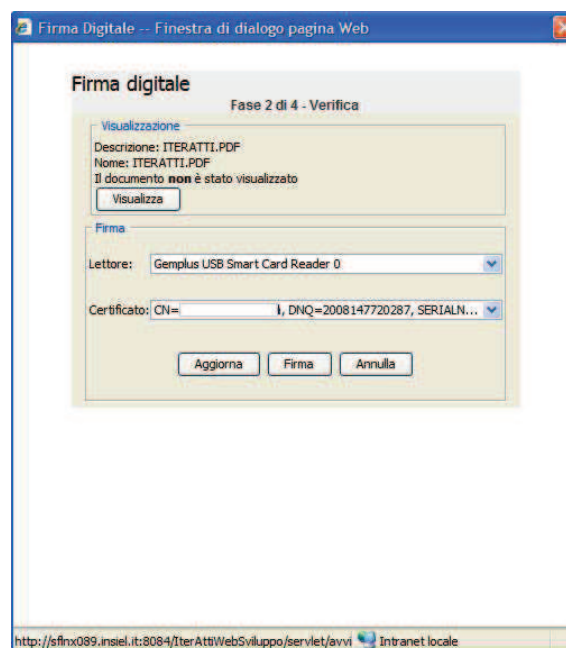 Firma Digitale -- Finestra di dialogo pagina Web
Firma digitale
Fase 2 di 4 - Verifica
Visualizzazione
Descrizione: ITERATTI.PDF
Nome: ITERATTI.PDF
Il documento non è stato visualizzato
Visualizza
Firma
Lettore: Gemplus USB Smart Card Reader 0
Certificato: CN= , DNQ=2008147720287, SERIALN...
Aggiorna Firma Annulla
http://sflnx089.insiel.it:8084/IterAttiWebSviluppo/servlet/avvi Intranet locale